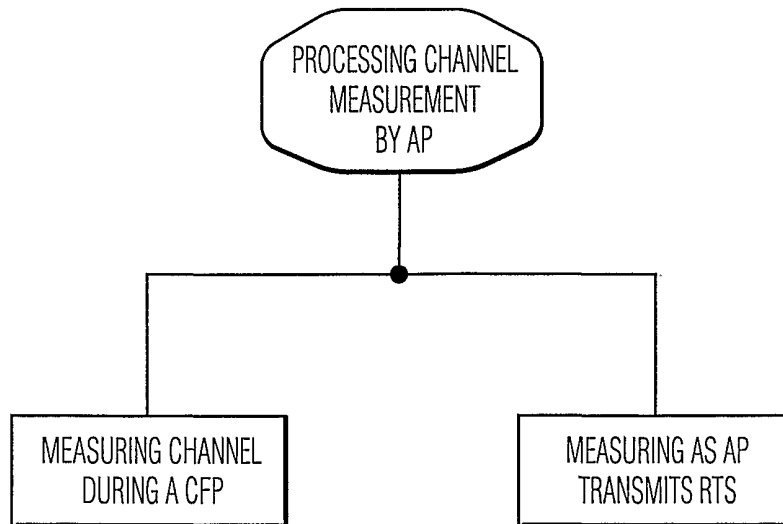 PROCESSING CHANNEL
MEASUREMENT
BY AP
MEASURING CHANNEL
DURING A CFP
MEASURING AS AP
TRANSMITS RTS